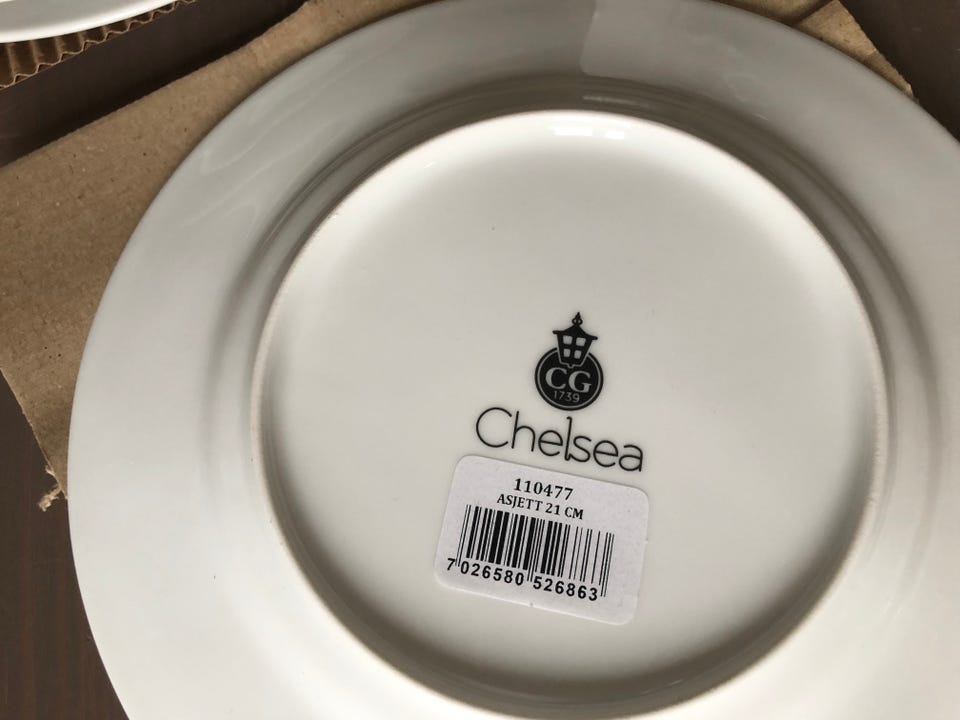 CG
1739
Chelsea
110477
ASJETT 21 CM
7 026580 526863